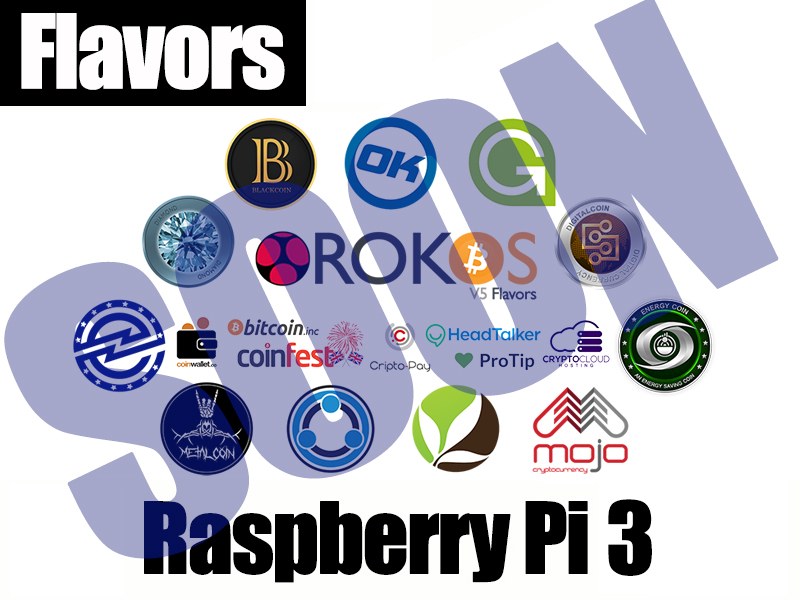 Flavors
SOON
B
BLACKCOIN
OK
G
DIAMOND
DIAMOND
ROKOS
V5 Flavors
DIGITALCOIN
DIGITAL CURRENCY
coinwallet.co
bitcoin.inc
coinfest
Cripto-Pay
HeadTalker
ProTip
CRYPTOCLOUD
HOSTING
ENERGY COIN
AN ENERGY SAVING COIN
METALCOIN
mojo
cryptocurrency
Raspberry Pi 3